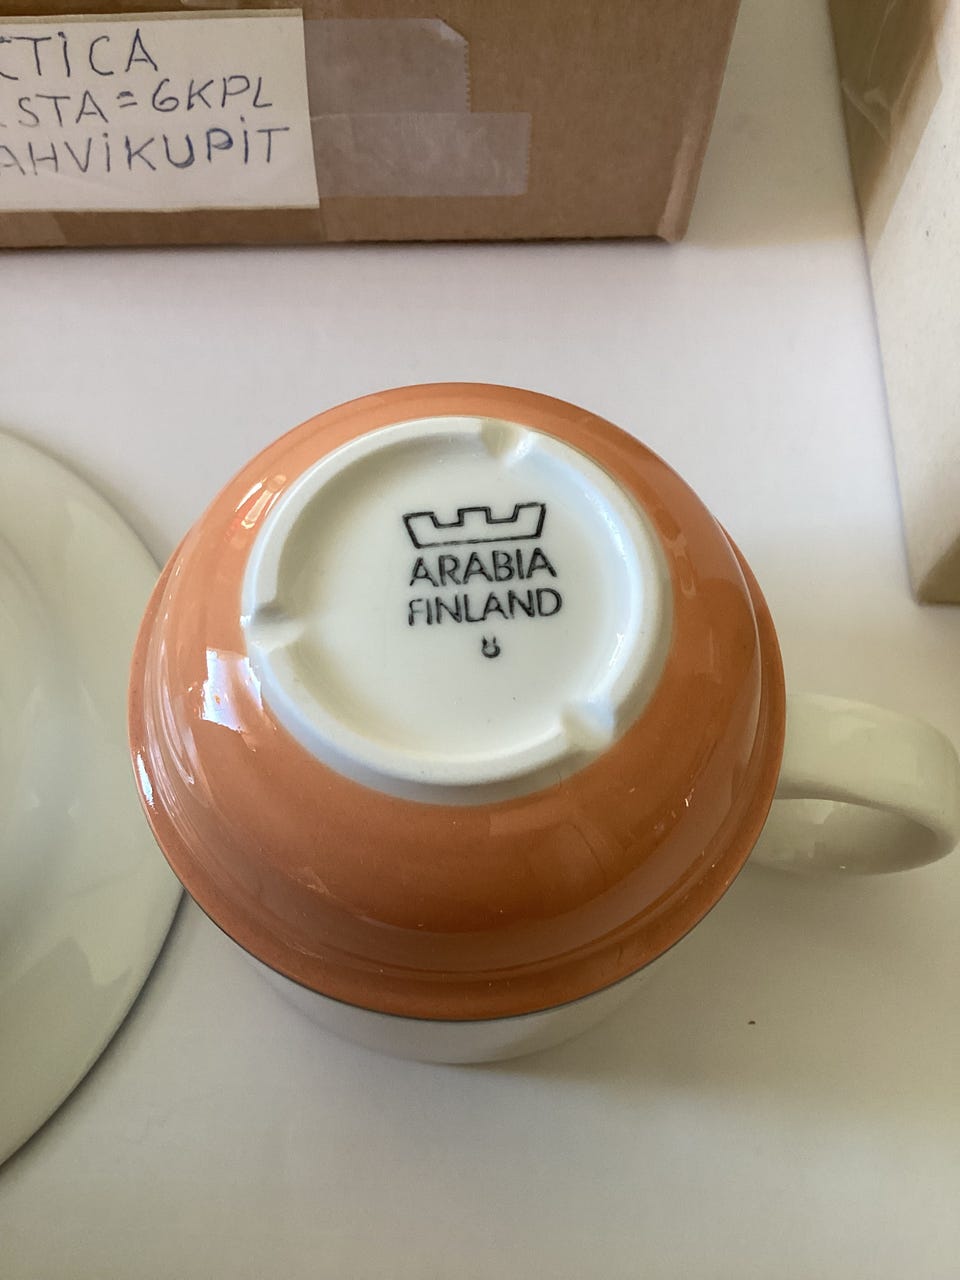 CTICA
STA = 6KPL
AHVIKUPIT
ARABIA
FINLAND